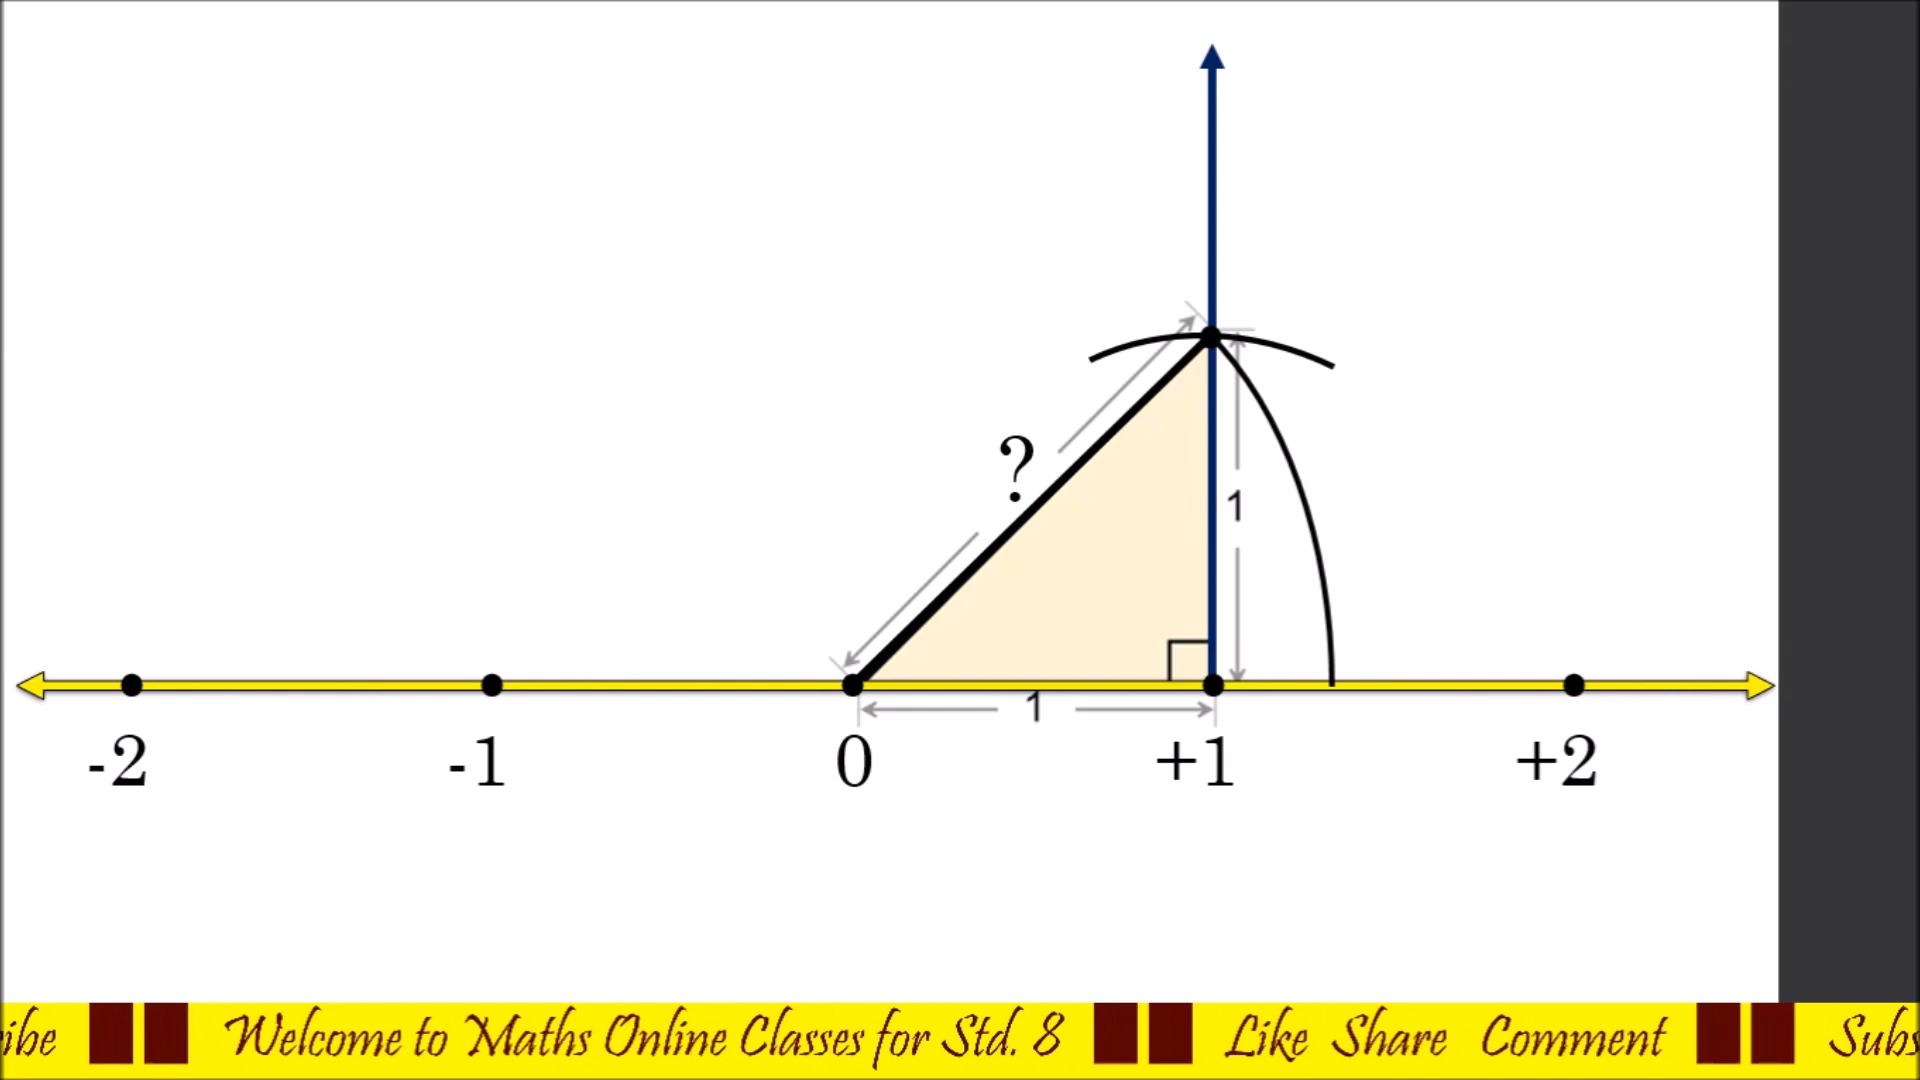 ?
1
1
-2 -1 0 +1 +2
ibe Welcome to Maths Online Classes for Std. 8 Like Share Comment Subs